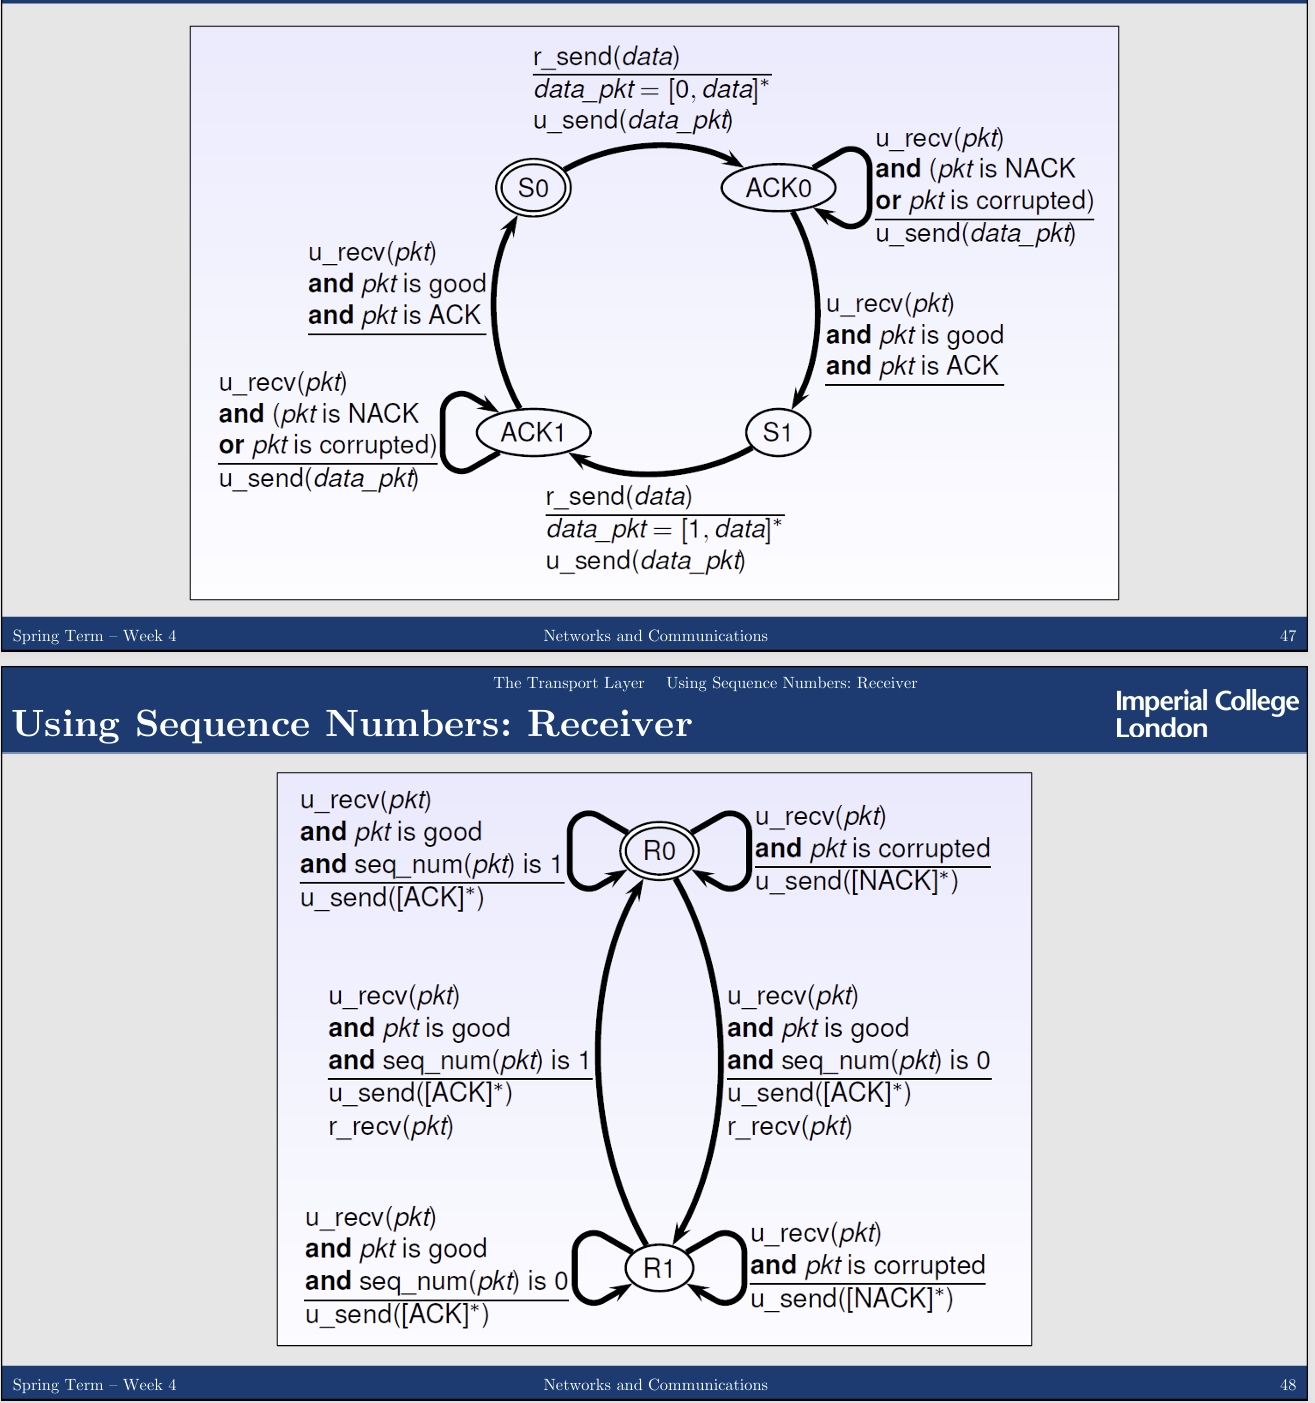 r_send(data)
data_pkt = [0, data]*
u_send(data_pkt)
u_recv(pkt)
and (pkt is NACK
or pkt is corrupted)
u_send(data_pkt)
S0
ACK0
u_recv(pkt)
and pkt is good
and pkt is ACK
u_recv(pkt)
and pkt is good
and pkt is ACK
u_recv(pkt)
and (pkt is NACK
or pkt is corrupted)
u_send(data_pkt)
ACK1
S1
r_send(data)
data_pkt = [1, data]*
u_send(data_pkt)
Spring Term – Week 4
Networks and Communications
47
The Transport Layer Using Sequence Numbers: Receiver
Using Sequence Numbers: Receiver
Imperial College
London
u_recv(pkt)
and pkt is good
and seq_num(pkt) is 1
u_send([ACK]*)
R0
u_recv(pkt)
and pkt is corrupted
u_send([NACK]*)
u_recv(pkt)
and pkt is good
and seq_num(pkt) is 1
u_send([ACK]*)
r_recv(pkt)
u_recv(pkt)
and pkt is good
and seq_num(pkt) is 0
u_send([ACK]*)
r_recv(pkt)
u_recv(pkt)
and pkt is good
and seq_num(pkt) is 0
u_send([ACK]*)
R1
u_recv(pkt)
and pkt is corrupted
u_send([NACK]*)
Spring Term – Week 4
Networks and Communications
48